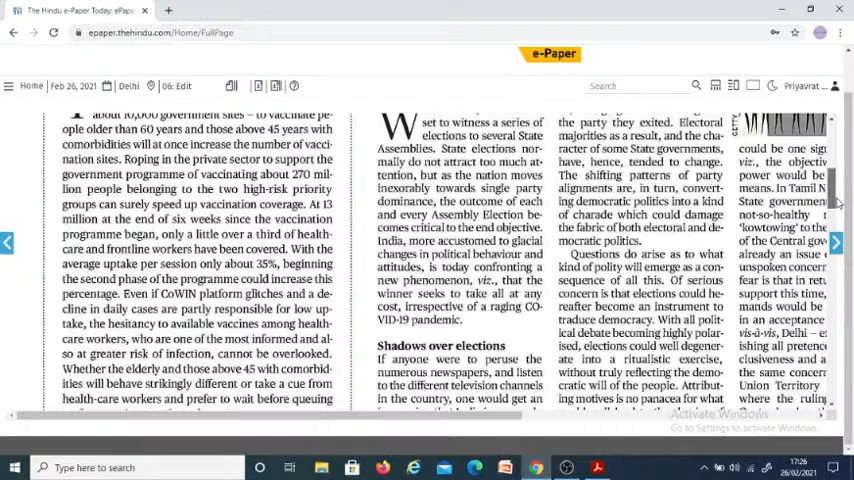 The Hindu e-Paper Today: ePape
epaper.thehindu.com/Home/FullPage
e-Paper
Home Feb 26, 2021 Delhi 06: Edit
Search
Priyavrat ...
about 10,000 government sites — to vaccinate pe-
ople older than 60 years and those above 45 years with
comorbidities will at once increase the number of vacci-
nation sites. Roping in the private sector to support the
government programme of vaccinating about 270 mil-
lion people belonging to the two high-risk priority
groups can surely speed up vaccination coverage. At 13
million at the end of six weeks since the vaccination
programme began, only a little over a third of health-
care and frontline workers have been covered. With the
average uptake per session only about 35%, beginning
the second phase of the programme could increase this
percentage. Even if CoWIN platform glitches and a de-
cline in daily cases are partly responsible for low up-
take, the hesitancy to available vaccines among health-
care workers, who are one of the most informed and al-
so at greater risk of infection, cannot be overlooked.
Whether the elderly and those above 45 with comorbid-
ities will behave strikingly different or take a cue from
health-care workers and prefer to wait before queuing
W set to witness a series of
elections to several State
Assemblies. State elections nor-
mally do not attract too much at-
tention, but as the nation moves
inexorably towards single party
dominance, the outcome of each
and every Assembly Election be-
comes critical to the end objective.
India, more accustomed to glacial
changes in political behaviour and
attitudes, is today confronting a
new phenomenon, viz., that the
winner seeks to take all at any
cost, irrespective of a raging CO-
VID-19 pandemic.
Shadows over elections
If anyone were to peruse the
numerous newspapers, and listen
to the different television channels
in the country, one would get an
the party they exited. Electoral
majorities as a result, and the cha-
racter of some State governments,
have, hence, tended to change.
The shifting patterns of party
alignments are, in turn, convert-
ing democratic politics into a kind
of charade which could damage
the fabric of both electoral and de-
mocratic politics.
Questions do arise as to what
kind of polity will emerge as a con-
sequence of all this. Of serious
concern is that elections could he-
reafter become an instrument to
traduce democracy. With all polit-
ical debate becoming highly polar-
ised, elections could well degener-
ate into a ritualistic exercise,
without truly reflecting the demo-
cratic will of the people. Attribut-
ing motives is no panacea for what
GETTY
could be one sig
viz., the objectiv
power would be
means. In Tamil N
State government
not-so-healthy
'kowtowing' to the
of the Central gov
already an issue
unspoken concern
fear is that in retu
support this time,
mands would be
in an acceptance
vis-à-vis, Delhi – e
ishing all pretenc
clusiveness and a
the same concern
Union Territory
where the ruling
Activate Windows
Go to Settings to activate Windows.
Type here to search
17:26
26/02/2021